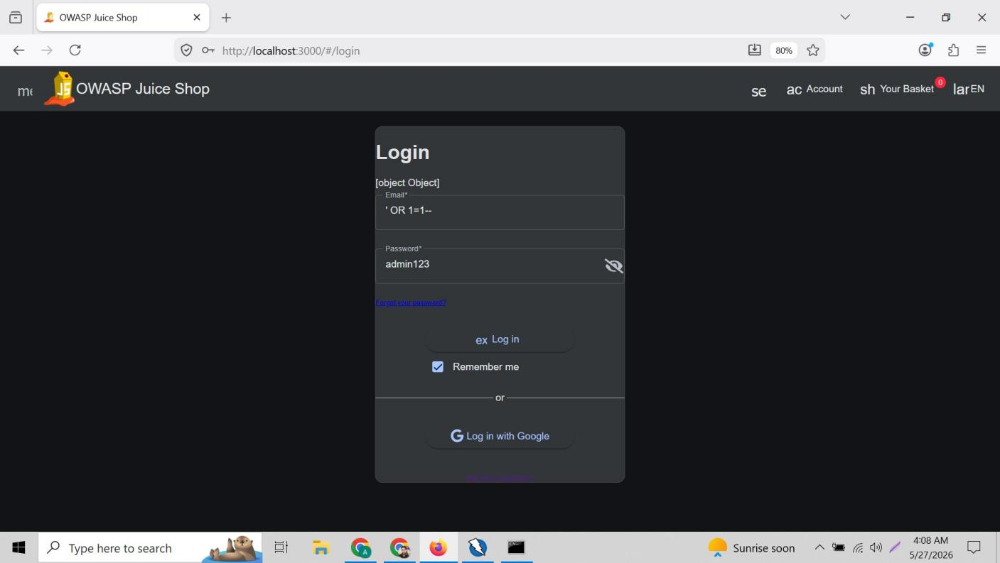 OWASP Juice Shop
http://localhost:3000/#/login
80%
me
OWASP Juice Shop
se
ac Account
sh Your Basket 0
lar EN
Login
[object Object]
Email*
' OR 1=1--
Password*
admin123
Forgot your password?
ex Log in
Remember me
or
G Log in with Google
Type here to search
A
Sunrise soon
4:08 AM
5/27/2026